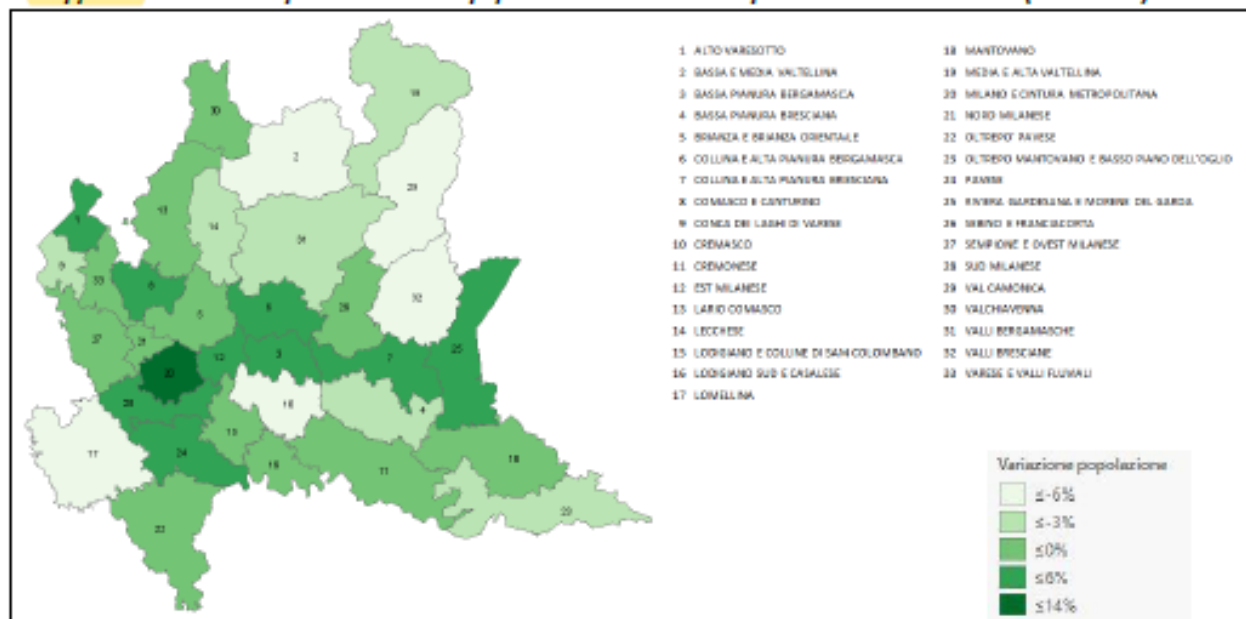 1 ALTO VARESOTTO
2 BASSA E MEDIA VALTELLINA
3 BASSA PIANURA BERGAMASCA
4 BASSA PIANURA BRESCIANA
5 BRIANZA E BRIANZA ORIENTALE
6 COLLINA E ALTA PIANURA BERGAMASCA
7 COLLINA E ALTA PIANURA BRESCIANA
8 COMASCO E CANTURINO
9 CONCA DEI LAGHI DI VARESE
10 CREMASCO
11 CREMONESE
12 EST MILANESE
13 LARIO COMASCO
14 LECCHESE
15 LODIGIANO E COLLINE DI SAN COLOMBANO
16 LODIGIANO SUD E CASALESE
17 LOMELLINA
18 MANTOVANO
19 MEDIA E ALTA VALTELLINA
20 MILANO E CINTURA METROPOLITANA
21 NORD MILANESE
22 OLTREPO' PAVESE
23 OLTREPO MANTOVANO E BASSO PIANO DELL'OGLIO
24 PAVESE
25 RIVIERA GARDESANA E MORENE DEL GARDA
26 SEBINO E FRANCIACORTA
27 SEMPIONE E OVEST MILANESE
28 SUD MILANESE
29 VAL CAMONICA
30 VALCHIAVENNA
31 VALLI BERGAMASCHE
32 VALLI BRESCIANE
33 VARESE E VALLI FLUVIALI
Variazione popolazione
≤-6%
≤-3%
≤0%
≤6%
≤14%